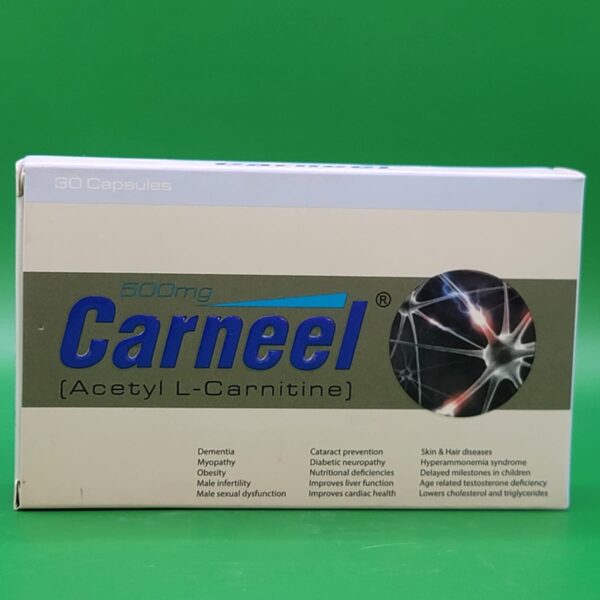 Carneel
30 Capsules
500mg
Carneel®
[Acetyl L-Carnitine]
Dementia
Myopathy
Obesity
Male infertility
Male sexual dysfunction
Cataract prevention
Diabetic neuropathy
Nutritional deficiencies
Improves liver function
Improves cardiac health
Skin & Hair diseases
Hyperammonemia syndrome
Delayed milestones in children
Age related testosterone deficiency
Lowers cholesterol and triglycerides